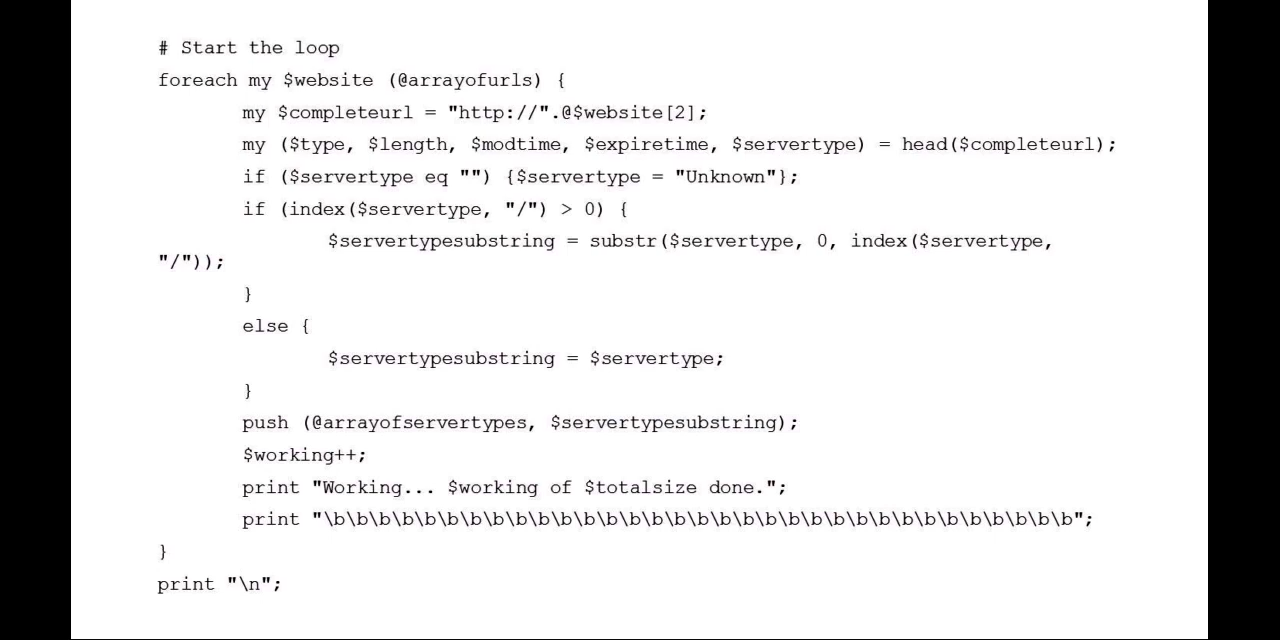 # Start the loop
foreach my $website (@arrayofurls) {
my $completeurl = "http://".@$website[2];
my ($type, $length, $modtime, $expiretime, $servertype) = head($completeurl);
if ($servertype eq "") {$servertype = "Unknown"};
if (index($servertype, "/") > 0) {
$servertypesubstring = substr($servertype, 0, index($servertype,
"/"));
}
else {
$servertypesubstring = $servertype;
}
push (@arrayofservertypes, $servertypesubstring);
$working++;
print "Working... $working of $totalsize done.";
print "\b\b\b\b\b\b\b\b\b\b\b\b\b\b\b\b\b\b\b\b\b\b\b\b\b\b\b\b\b\b\b\b\b";
}
print "\n";